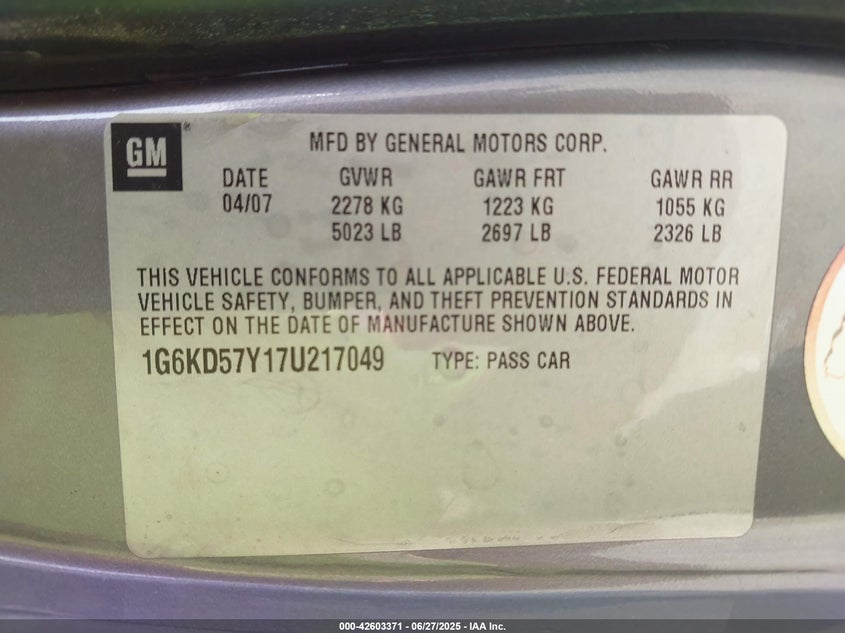 GM
®
MFD BY GENERAL MOTORS CORP.
DATE GVWR GAWR FRT GAWR RR
04/07 2278 KG 1223 KG 1055 KG
5023 LB 2697 LB 2326 LB
THIS VEHICLE CONFORMS TO ALL APPLICABLE U.S. FEDERAL MOTOR
VEHICLE SAFETY, BUMPER, AND THEFT PREVENTION STANDARDS IN
EFFECT ON THE DATE OF MANUFACTURE SHOWN ABOVE.
1G6KD57Y17U217049 TYPE: PASS CAR
000-42603371 - 06/27/2025 - IAA Inc.